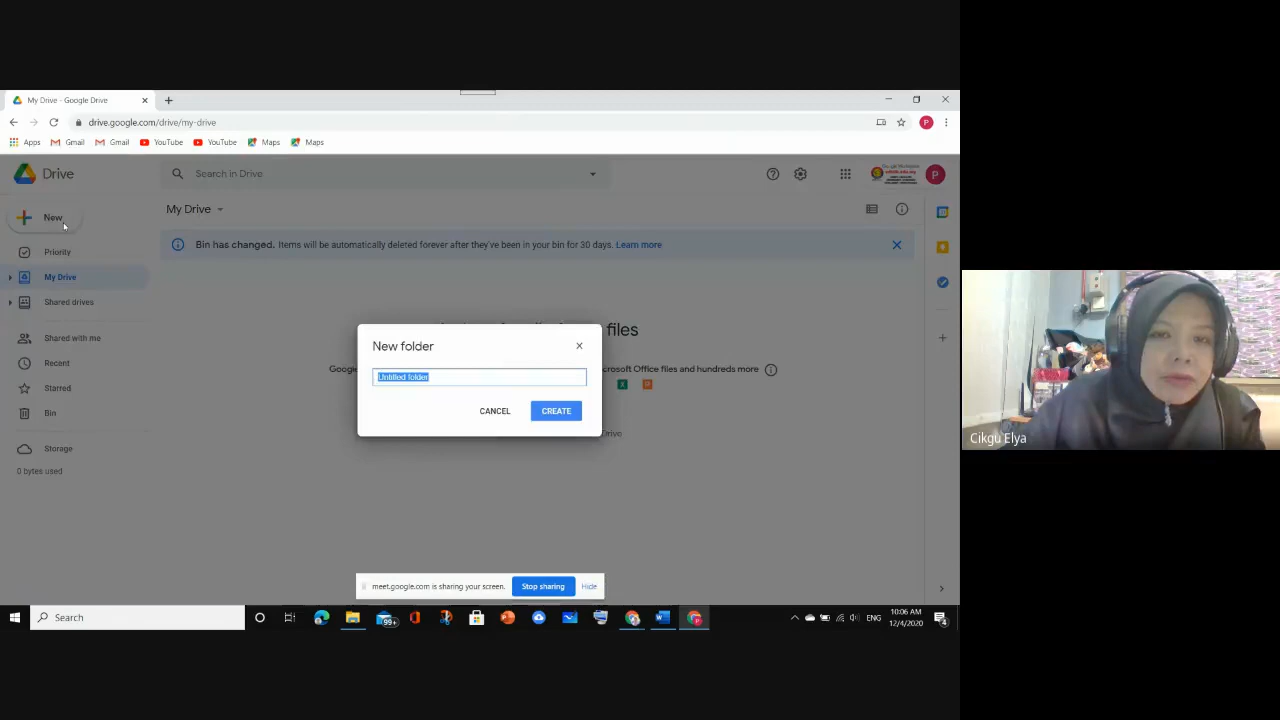 My Drive - Google Drive
drive.google.com/drive/my-drive
Apps Gmail Gmail YouTube YouTube Maps Maps
Drive
Search in Drive
P
New
My Drive
Bin has changed. Items will be automatically deleted forever after they've been in your bin for 30 days. Learn more
Priority
My Drive
Shared drives
Shared with me
Recent
Starred
Bin
Storage
0 bytes used
files
Google
crosoft Office files and hundreds more
Drive
New folder
Untitled folder
CANCEL CREATE
meet.google.com is sharing your screen. Stop sharing Hide
Search
99+
ENG
10:06 AM
12/4/2020
4
Cikgu Elya